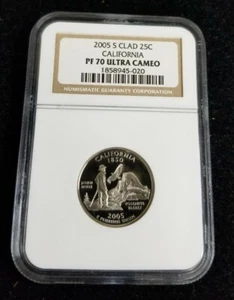 2005 S CLAD 25C
CALIFORNIA
PF 70 ULTRA CAMEO
1858945-020
NUMISMATIC GUARANTY CORPORATION
CALIFORNIA
1850
JOHN MUIR
YOSEMITE VALLEY
2005
E PLURIBUS UNUM